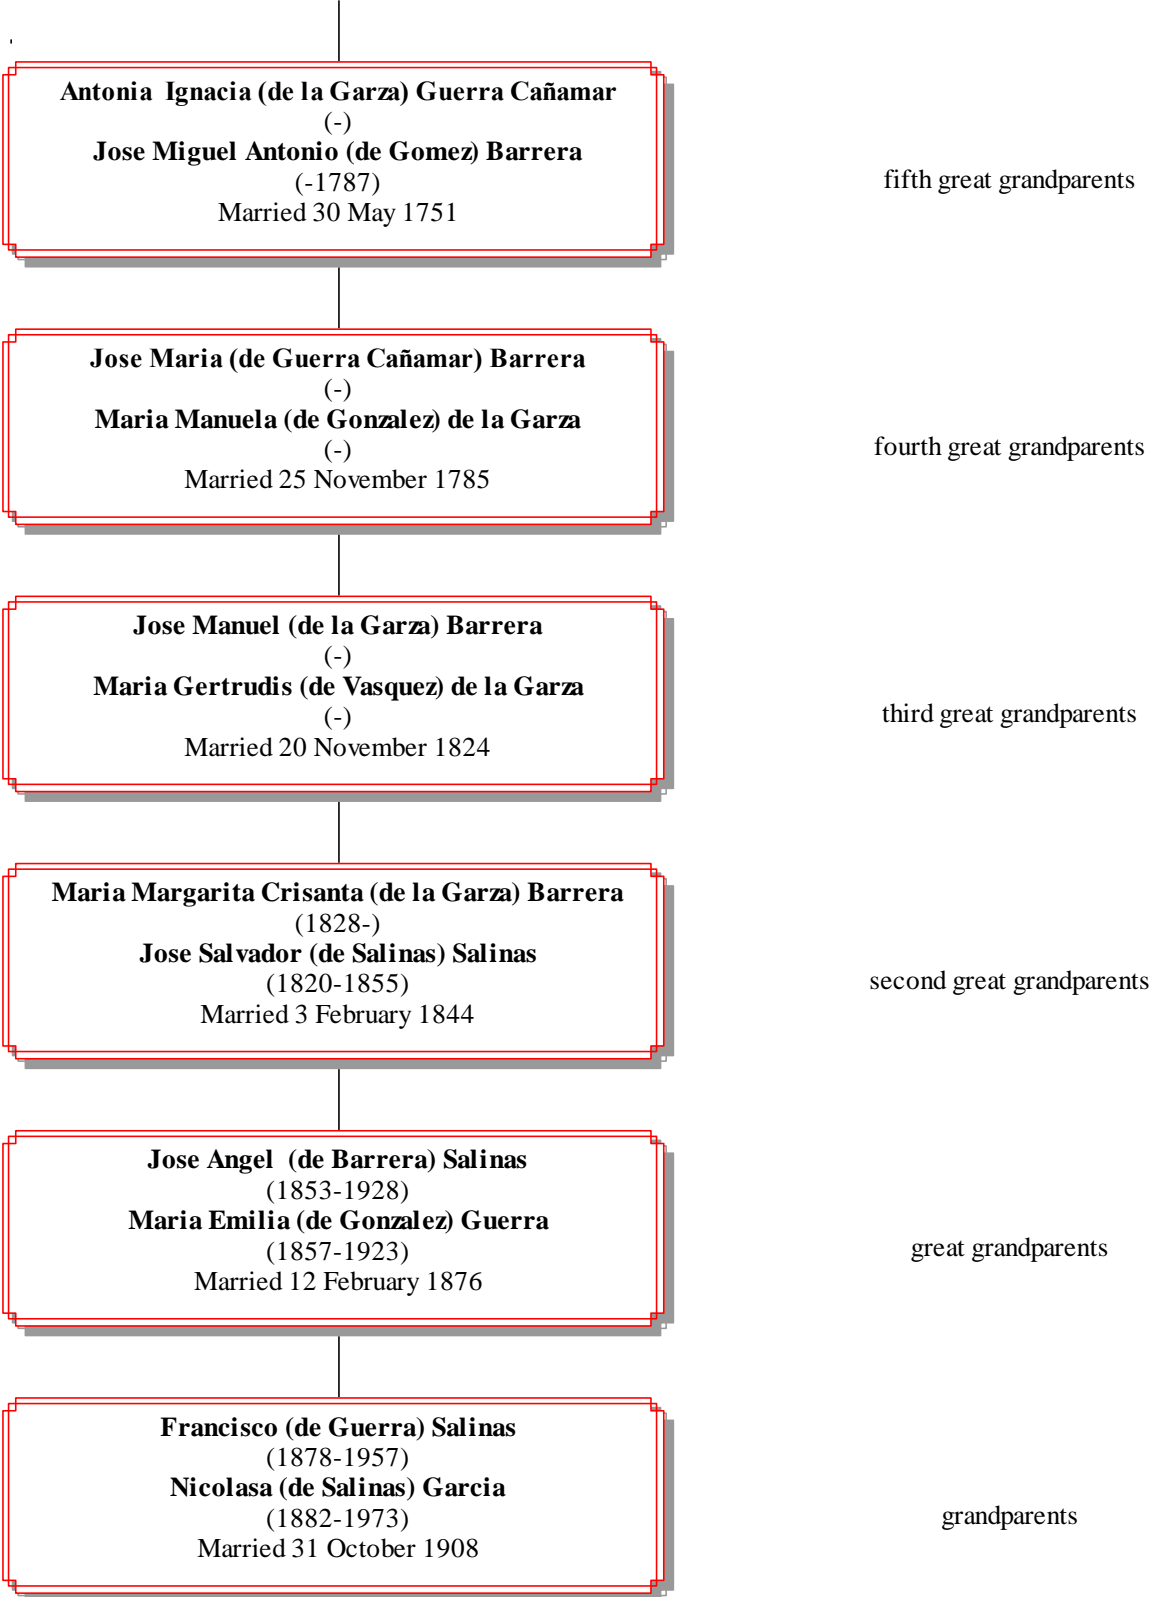 Antonia Ignacia (de la Garza) Guerra Cañamar
(-)
Jose Miguel Antonio (de Gomez) Barrera
(-1787)
Married 30 May 1751
fifth great grandparents
Jose Maria (de Guerra Cañamar) Barrera
(-)
Maria Manuela (de Gonzalez) de la Garza
(-)
Married 25 November 1785
fourth great grandparents
Jose Manuel (de la Garza) Barrera
(-)
Maria Gertrudis (de Vasquez) de la Garza
(-)
Married 20 November 1824
third great grandparents
Maria Margarita Crisanta (de la Garza) Barrera
(1828-)
Jose Salvador (de Salinas) Salinas
(1820-1855)
Married 3 February 1844
second great grandparents
Jose Angel (de Barrera) Salinas
(1853-1928)
Maria Emilia (de Gonzalez) Guerra
(1857-1923)
Married 12 February 1876
great grandparents
Francisco (de Guerra) Salinas
(1878-1957)
Nicolasa (de Salinas) Garcia
(1882-1973)
Married 31 October 1908
grandparents